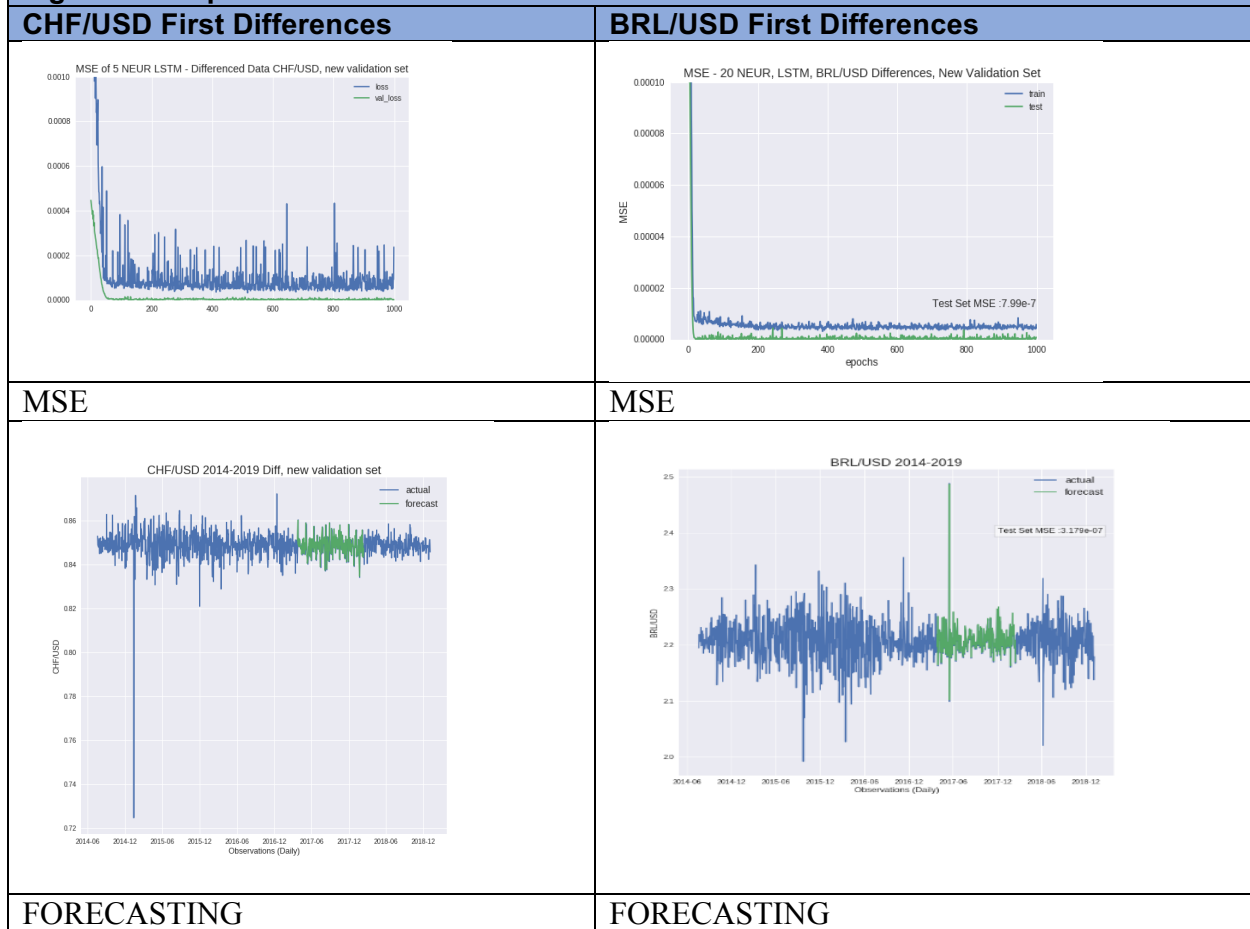 CHF/USD First Differences
BRL/USD First Differences
MSE of 5 NEUR LSTM - Differenced Data CHF/USD, new validation set
loss
val_loss
0.0010
0.0008
0.0006
0.0004
0.0002
0.0000
0 200 400 600 800 1000
MSE - 20 NEUR, LSTM, BRL/USD Differences, New Validation Set
train
test
0.00010
0.00008
0.00006
0.00004
0.00002
0.00000
MSE
Test Set MSE :7.99e-7
0 200 400 600 800 1000
epochs
MSE
MSE
CHF/USD 2014-2019 Diff, new validation set
actual
forecast
0.86
0.84
0.82
0.80
0.78
0.76
0.74
0.72
CHF/USD
2014-06 2014-12 2015-06 2015-12 2016-06 2016-12 2017-06 2017-12 2018-06 2018-12
Observations (Daily)
BRL/USD 2014-2019
actual
forecast
Test Set MSE :3.179e-07
2.5
2.4
2.3
2.2
2.1
2.0
BRL/USD
2014-06 2014-12 2015-06 2015-12 2016-06 2016-12 2017-06 2017-12 2018-06 2018-12
Observations (Daily)
FORECASTING
FORECASTING